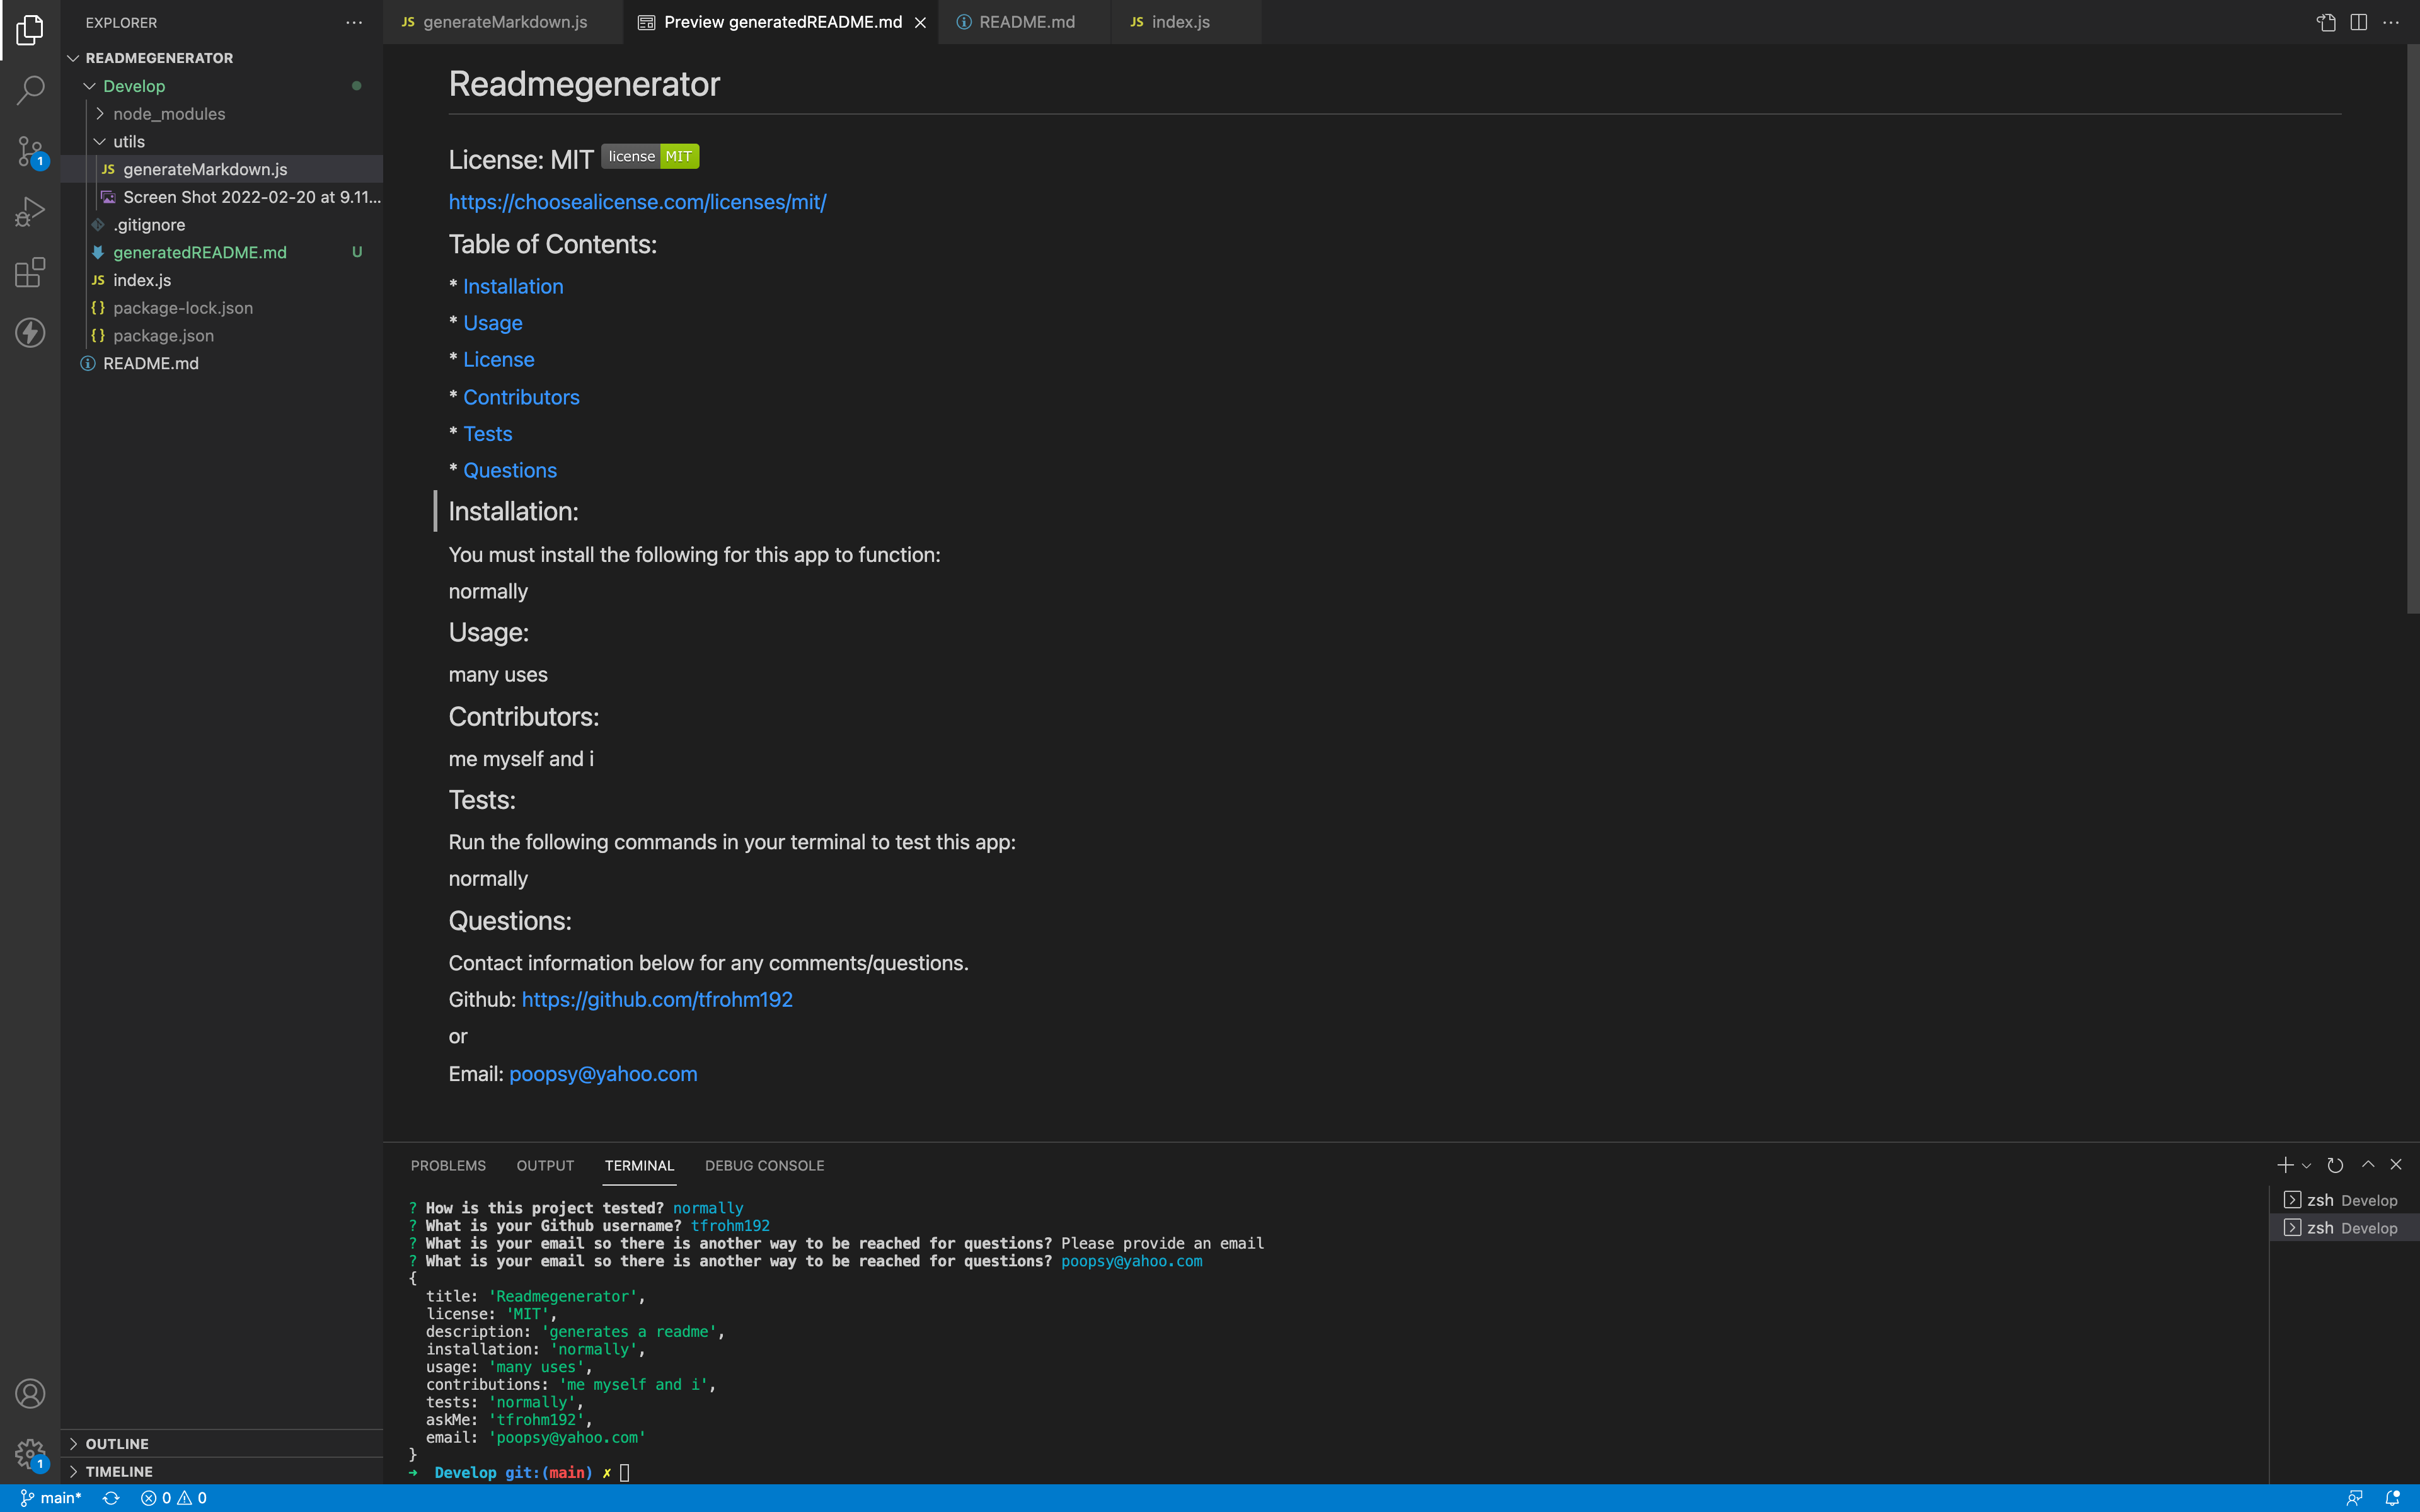 EXPLORER
READMEGENERATOR
Develop
node_modules
utils
JS generateMarkdown.js
Screen Shot 2022-02-20 at 9.11...
.gitignore
generatedREADME.md U
JS index.js
{} package-lock.json
{} package.json
README.md
OUTLINE
TIMELINE
1
1
JS generateMarkdown.js
Preview generatedREADME.md
README.md
JS index.js
Readmegenerator
License: MIT license MIT
https://choosealicense.com/licenses/mit/
Table of Contents:
* Installation
* Usage
* License
* Contributors
* Tests
* Questions
Installation:
You must install the following for this app to function:
normally
Usage:
many uses
Contributors:
me myself and i
Tests:
Run the following commands in your terminal to test this app:
normally
Questions:
Contact information below for any comments/questions.
Github: https://github.com/tfrohm192
or
Email: poopsy@yahoo.com
PROBLEMS OUTPUT TERMINAL DEBUG CONSOLE
? How is this project tested? normally
? What is your Github username? tfrohm192
? What is your email so there is another way to be reached for questions? Please provide an email
? What is your email so there is another way to be reached for questions? poopsy@yahoo.com
{
title: 'Readmegenerator',
license: 'MIT',
description: 'generates a readme',
installation: 'normally',
usage: 'many uses',
contributions: 'me myself and i',
tests: 'normally',
askMe: 'tfrohm192',
email: 'poopsy@yahoo.com'
}
➜ Develop git:(main) ✗
zsh Develop
zsh Develop
main* 0 0